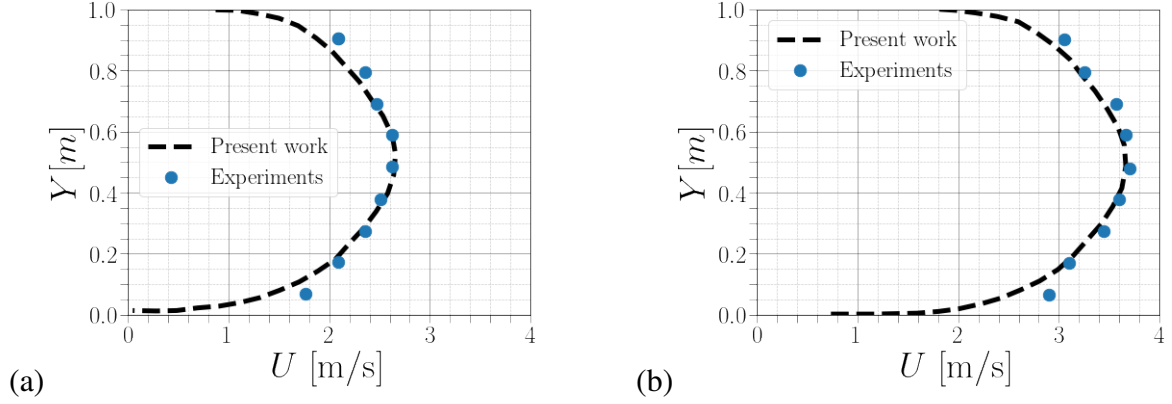 1.0
0.8
0.6
0.4
0.2
0.0
Y [m]
Present work
Experiments
0 1 2 3 4
U [m/s]
(a)
1.0
0.8
0.6
0.4
0.2
0.0
Y [m]
Present work
Experiments
0 1 2 3 4
U [m/s]
(b)